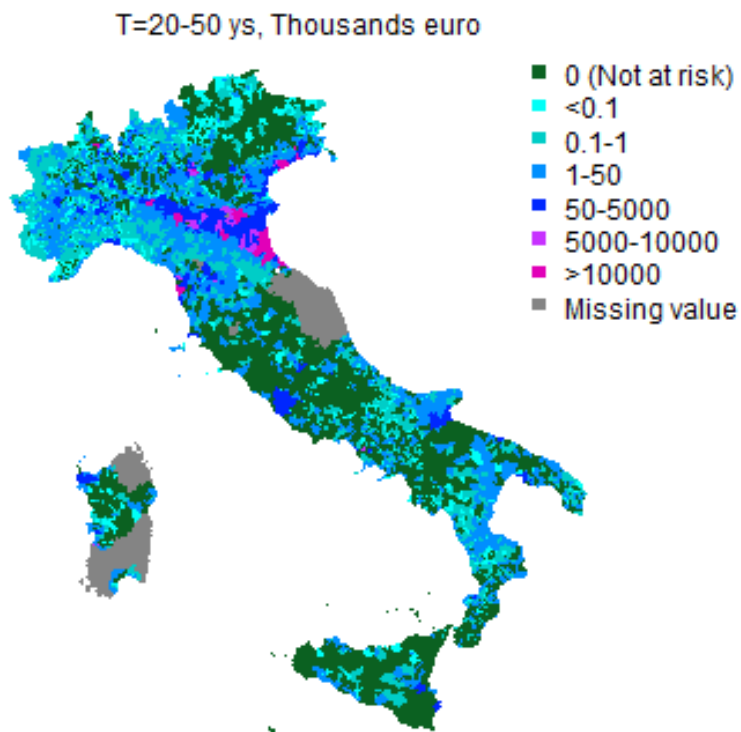 T=20-50 ys, Thousands euro
0 (Not at risk)
<0.1
0.1-1
1-50
50-5000
5000-10000
>10000
Missing value